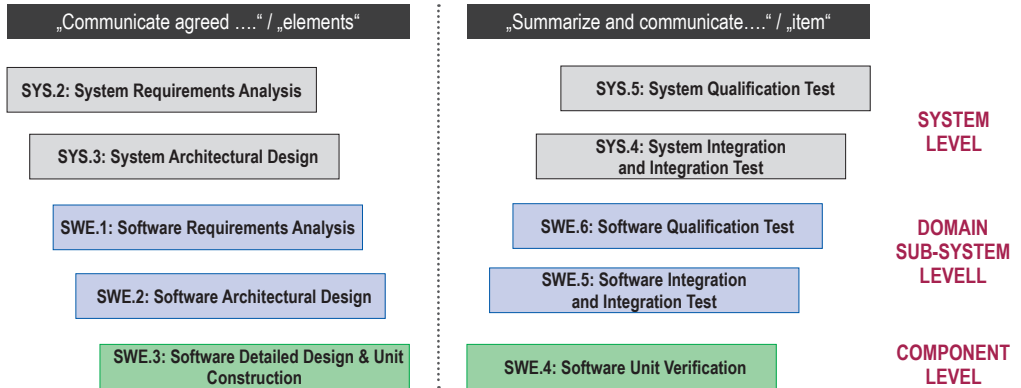 „Communicate agreed ....“ / „elements“
„Summarize and communicate....“ / „item“
SYS.2: System Requirements Analysis
SYS.5: System Qualification Test
SYSTEM
LEVEL
SYS.3: System Architectural Design
SYS.4: System Integration
and Integration Test
SWE.1: Software Requirements Analysis
SWE.6: Software Qualification Test
DOMAIN
SUB-SYSTEM
LEVELL
SWE.2: Software Architectural Design
SWE.5: Software Integration
and Integration Test
SWE.3: Software Detailed Design & Unit
Construction
SWE.4: Software Unit Verification
COMPONENT
LEVEL